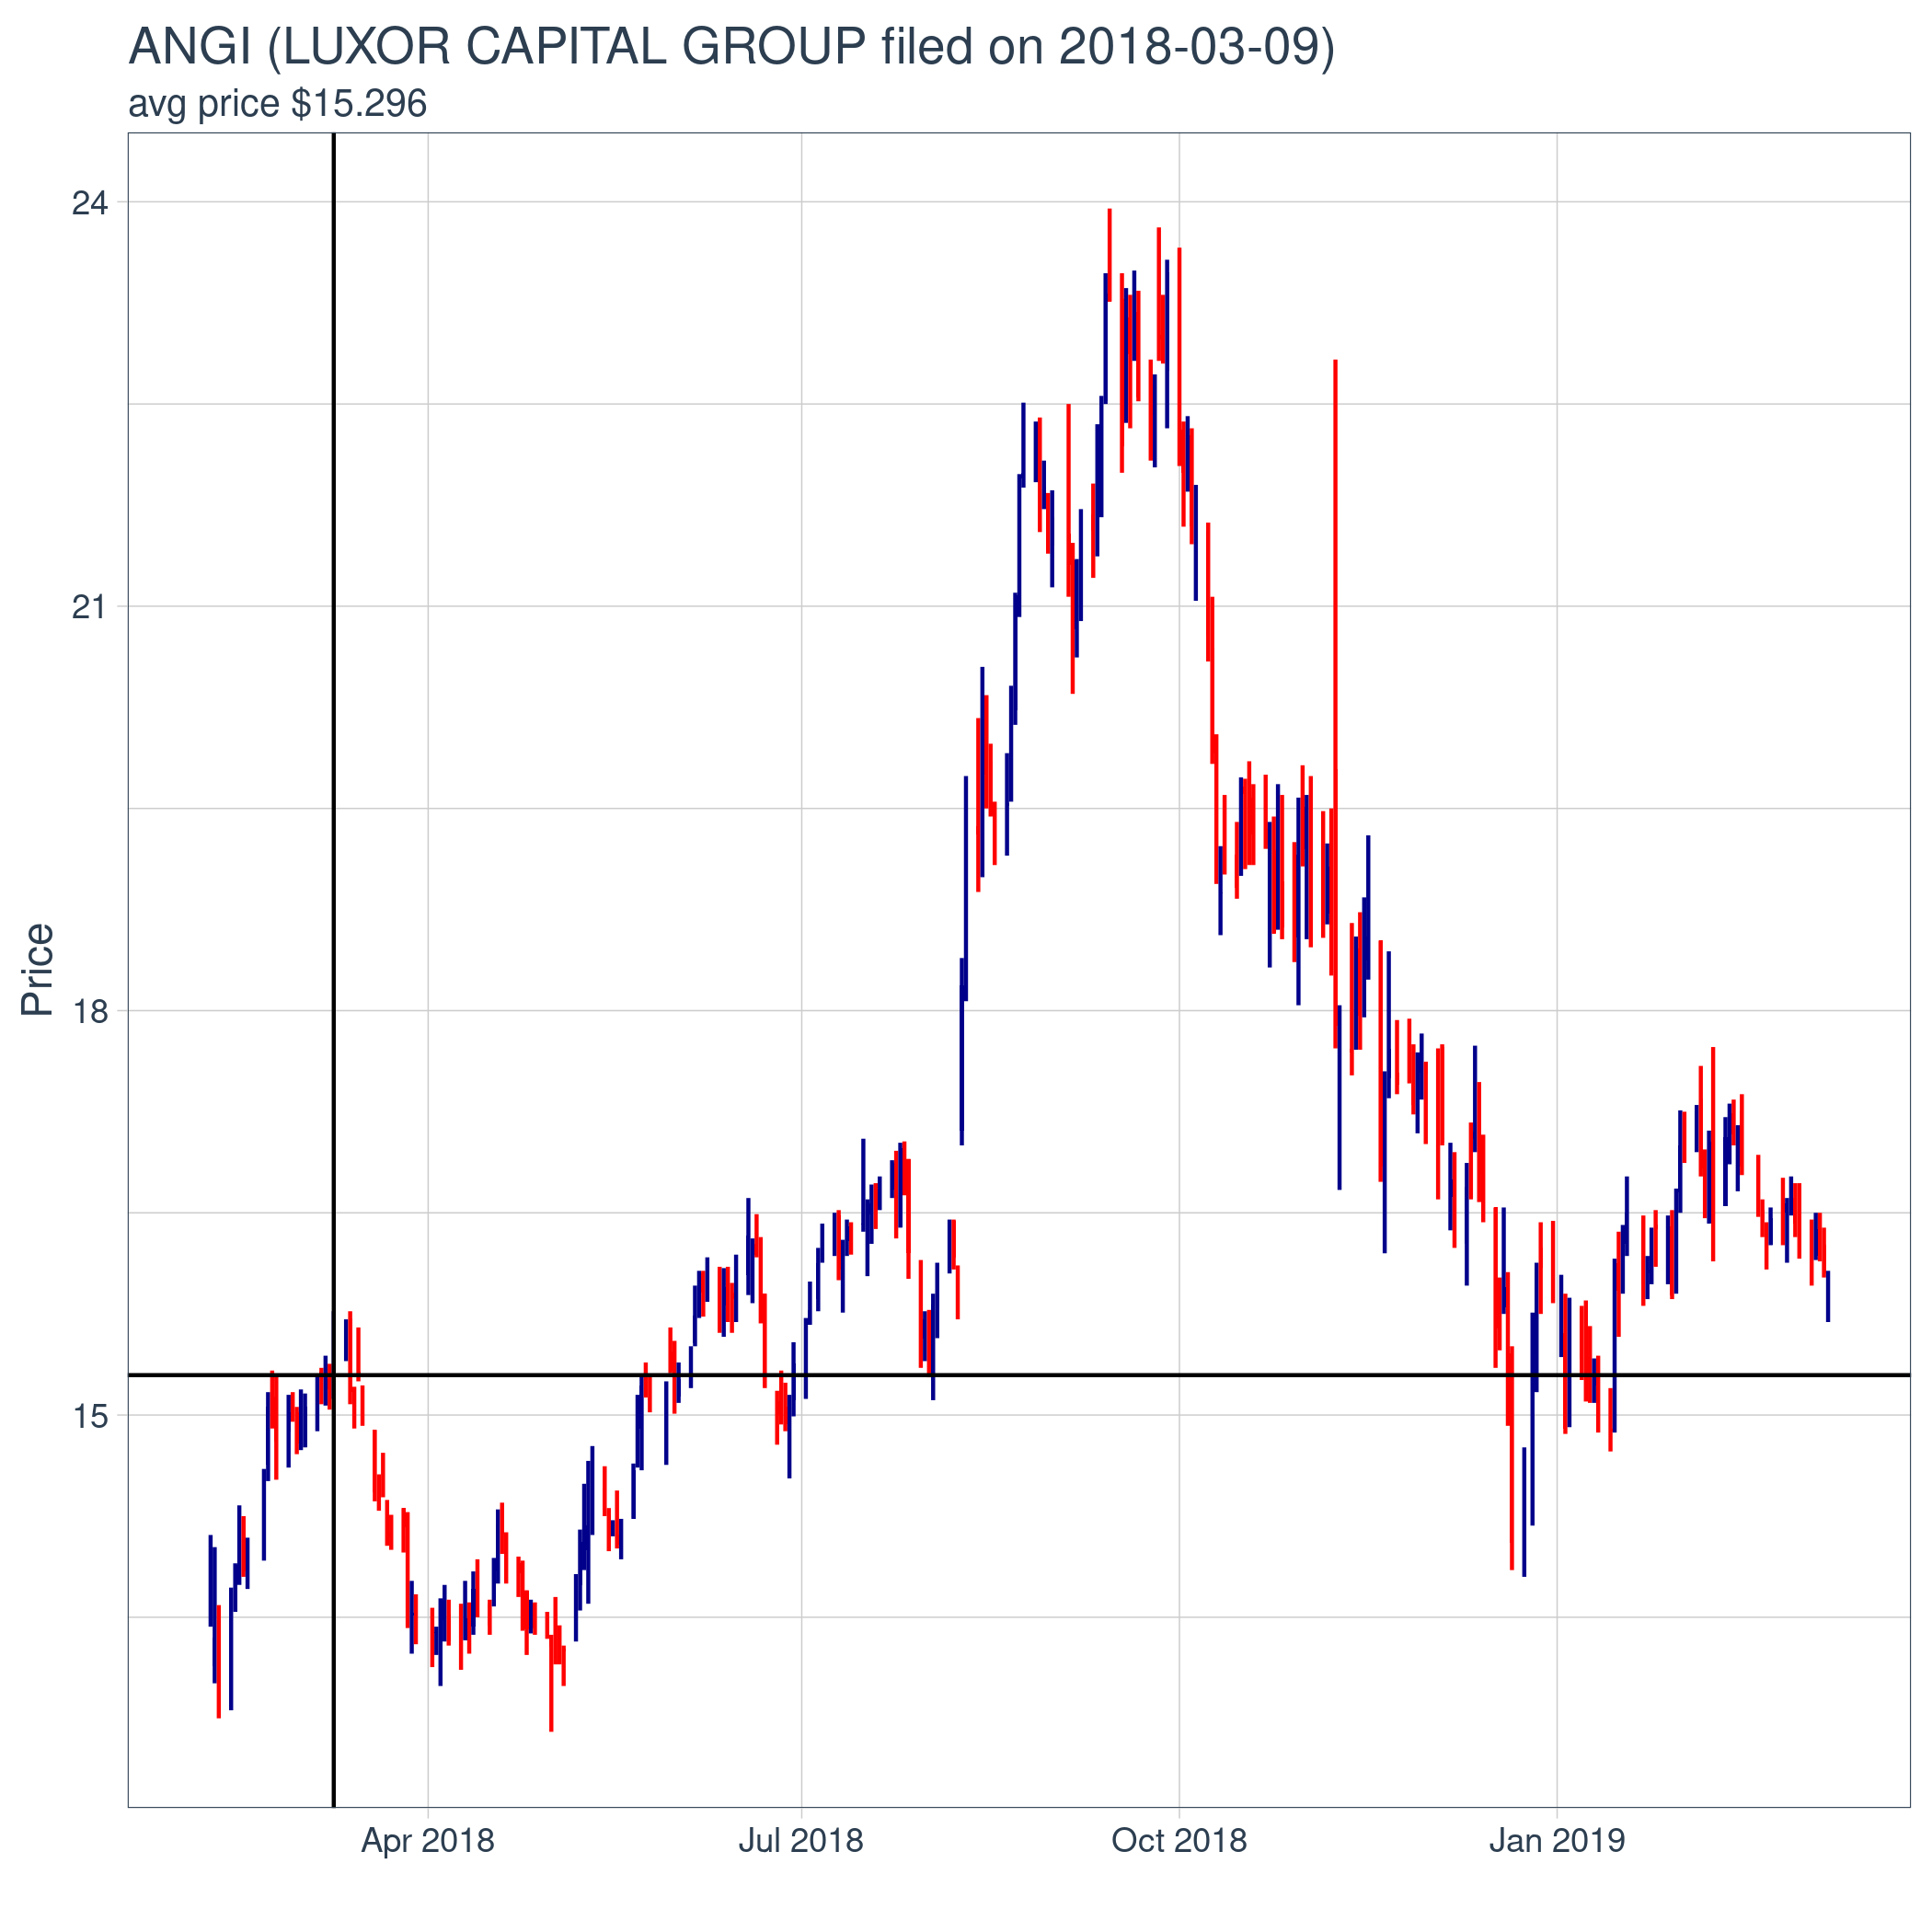 ANGI (LUXOR CAPITAL GROUP filed on 2018-03-09)
avg price $15.296
24
21
18
15
Price
Apr 2018
Jul 2018
Oct 2018
Jan 2019